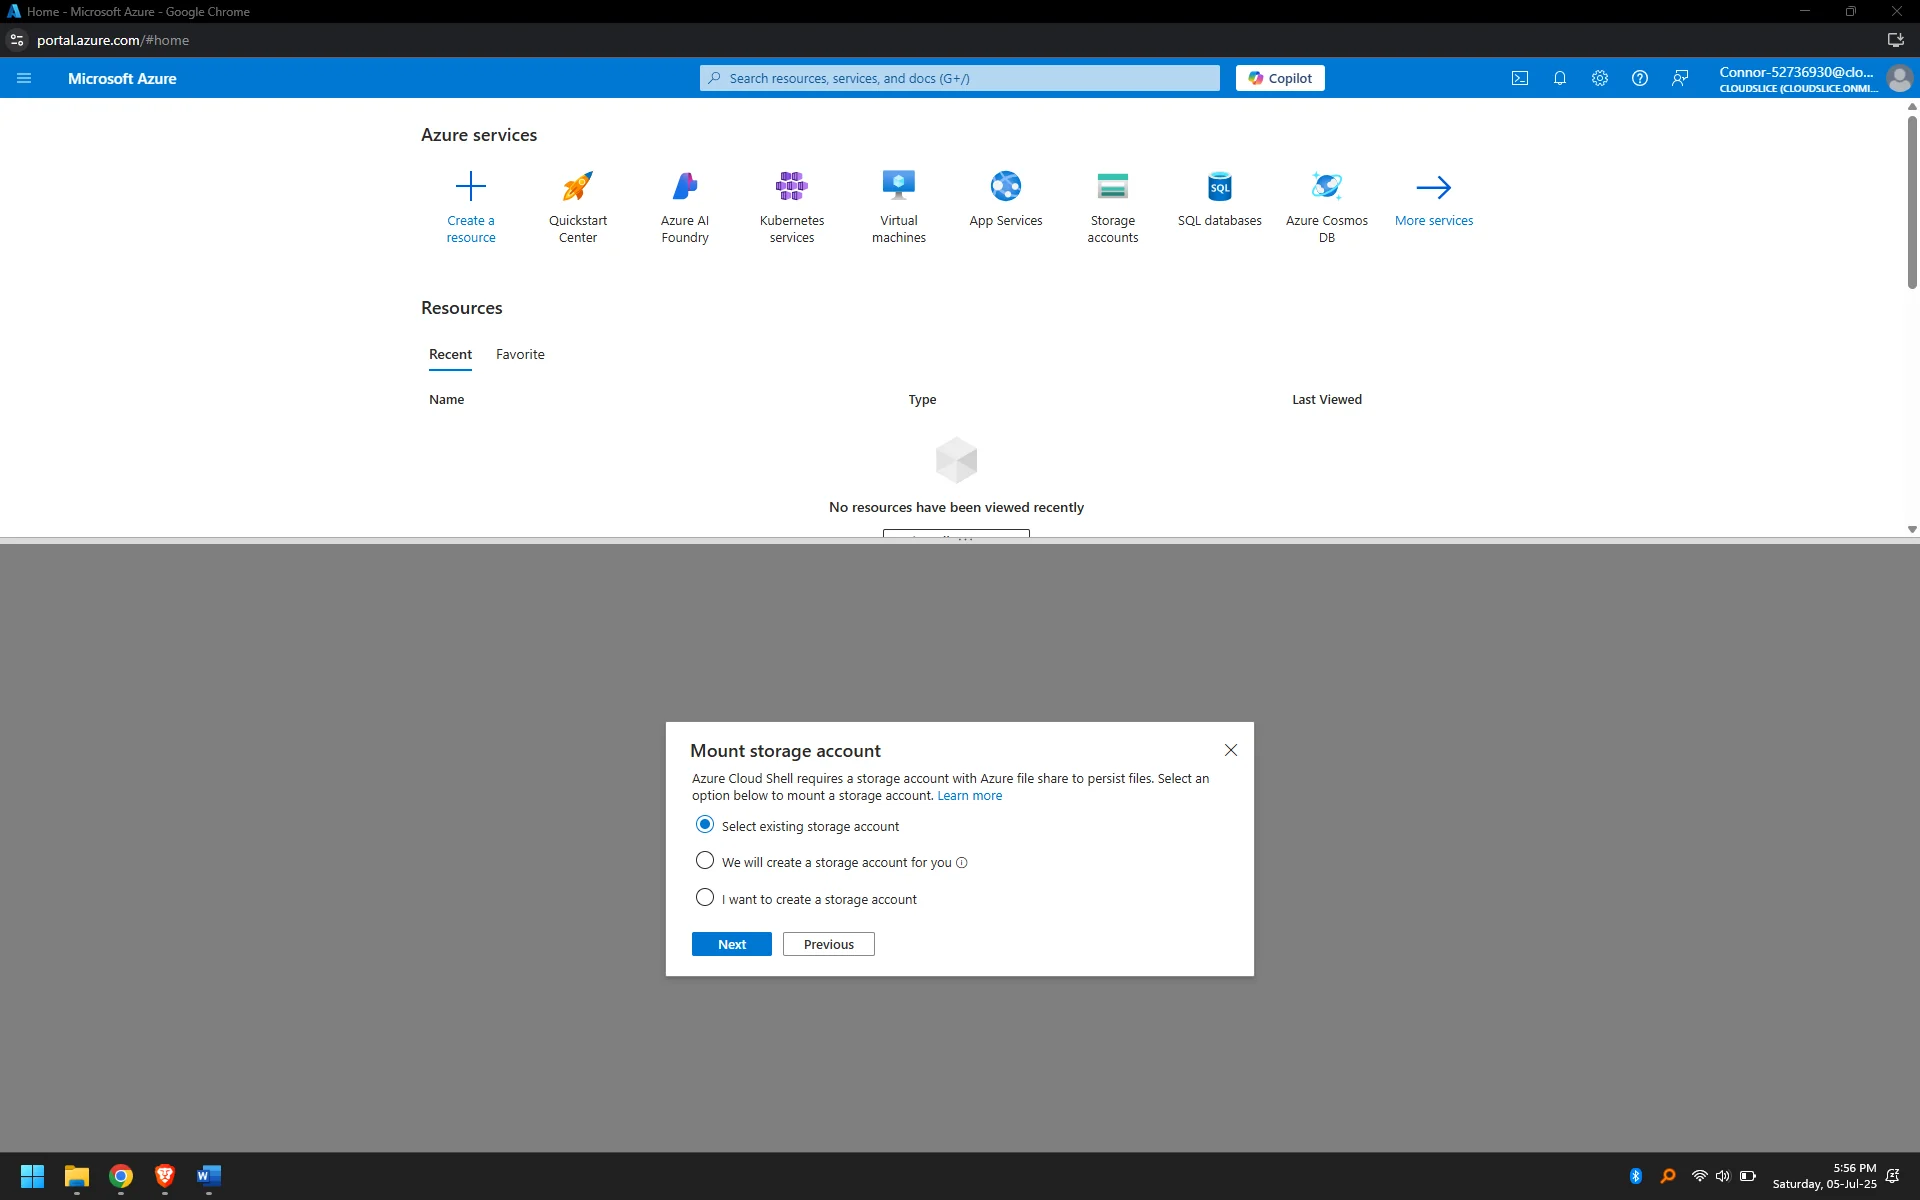 Home - Microsoft Azure - Google Chrome
portal.azure.com/#home
Microsoft Azure
Search resources, services, and docs (G+/)
Copilot
Connor-52736930@clo...
CLOUDSLICE (CLOUDSLICE.ONMI...
Azure services
Create a resource
Quickstart Center
Azure AI Foundry
Kubernetes services
Virtual machines
App Services
Storage accounts
SQL
SQL databases
Azure Cosmos DB
More services
Resources
Recent Favorite
Name Type Last Viewed
No resources have been viewed recently
Mount storage account
Azure Cloud Shell requires a storage account with Azure file share to persist files. Select an
option below to mount a storage account. Learn more
Select existing storage account
We will create a storage account for you
I want to create a storage account
Next Previous
W
5:56 PM
Saturday, 05-Jul-25